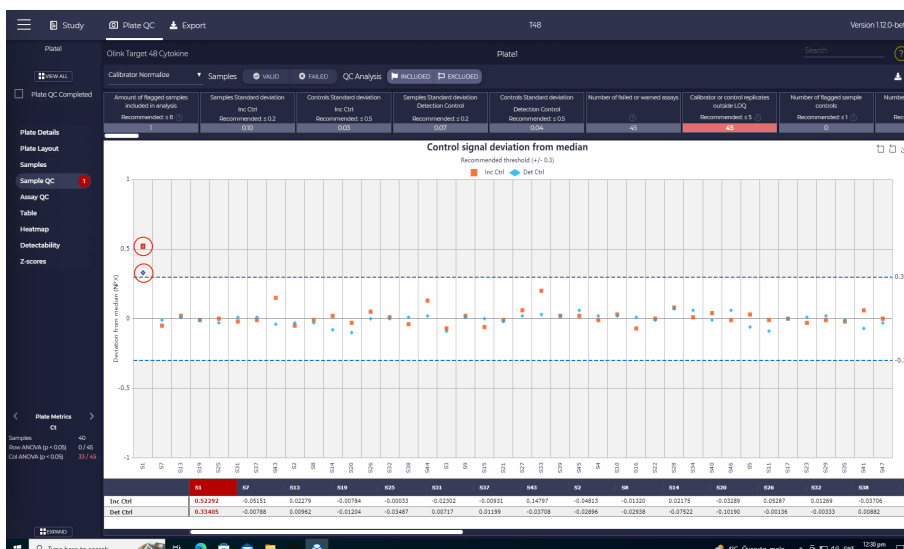 Study
Plate QC
Export
T48
Version 1.12.0-bet
Plate1
Olink Target 48 Cytokine
Plate1
Search
VIEW ALL
Calibrator Normalize
Samples
VALID
FAILED
QC Analysis
INCLUDED
EXCLUDED
Plate QC Completed
Amount of flagged samples included in analysis
Recommended: ≤ 8
1
Samples Standard deviation
Inc Ctrl
Recommended ≤ 0.2
0.10
Controls Standard deviation
Inc Ctrl
Recommended ≤ 0.5
0.03
Samples Standard deviation
Detection Control
Recommended: ≤ 0.2
0.07
Controls Standard deviation
Detection Control
Recommended: ≤ 0.5
0.04
Number of failed or warned assays
45
Calibrator or control replicates outside LOQ
Recommended: ≤ 5
45
Number of flagged sample controls
Recommended: ≤ 1
0
Numbe
Rec
Plate Details
Plate Layout
Samples
Sample QC 1
Assay QC
Table
Heatmap
Detectability
Z-scores
Control signal deviation from median
Recommended threshold (+/- 0.3)
Inc Ctrl
Det Ctrl
Deviation from median (NPX)
1
0.5
0
-0.5
-1
0.3
-0.
S1 S7 S13 S19 S25 S31 S37 S43 S2 S8 S14 S20 S26 S32 S38 S44 S3 S9 S15 S21 S27 S33 S39 S45 S4 S10 S16 S22 S28 S34 S40 S46 S5 S11 S17 S23 S29 S35 S41 S47
S1 S7 S13 S19 S25 S31 S37 S43 S2 S8 S14 S20 S26 S32 S38
Inc Ctrl 0.52292 -0.05151 0.02279 -0.00784 -0.00033 -0.02302 -0.00931 0.14797 -0.04813 -0.01320 0.02175 -0.03289 0.05287 0.01269 -0.03706
Det Ctrl 0.33405 -0.00788 0.00962 -0.01204 -0.03487 0.00717 0.01199 -0.03708 -0.02896 -0.02938 -0.07522 -0.10190 -0.00136 -0.00333 0.00882
Plate Metrics
Ct
Samples 40
Row ANOVA (p < 0.05) 0 / 45
Col ANOVA (p < 0.05) 33 / 45
EXPAND
Type here to search
12:30 pm